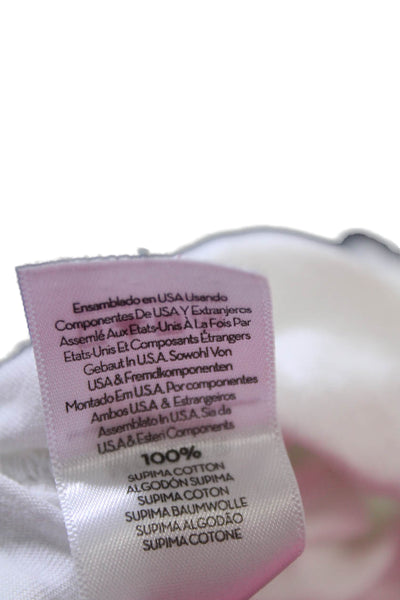 Ensamblado en USA Usando
Componentes De USA Y Extranjeros
Assemlé Aux Etats-Unis À La Fois Par
Etats-Unis Et Composants Étrangers
Gebaut In U.S.A. Sowohl Von
USA & Fremdkomponenten
Montado Em U.S.A. Por componentes
Ambos U.S.A & Estrangeiros
Assemblato In U.S.A. Sia da
U.S.A & Esteri Components
100%
SUPIMA COTTON
ALGODÓN SUPIMA
SUPIMA COTON
SUPIMA BAUMWOLLE
SUPIMA ALGODÃO
SUPIMA COTONE